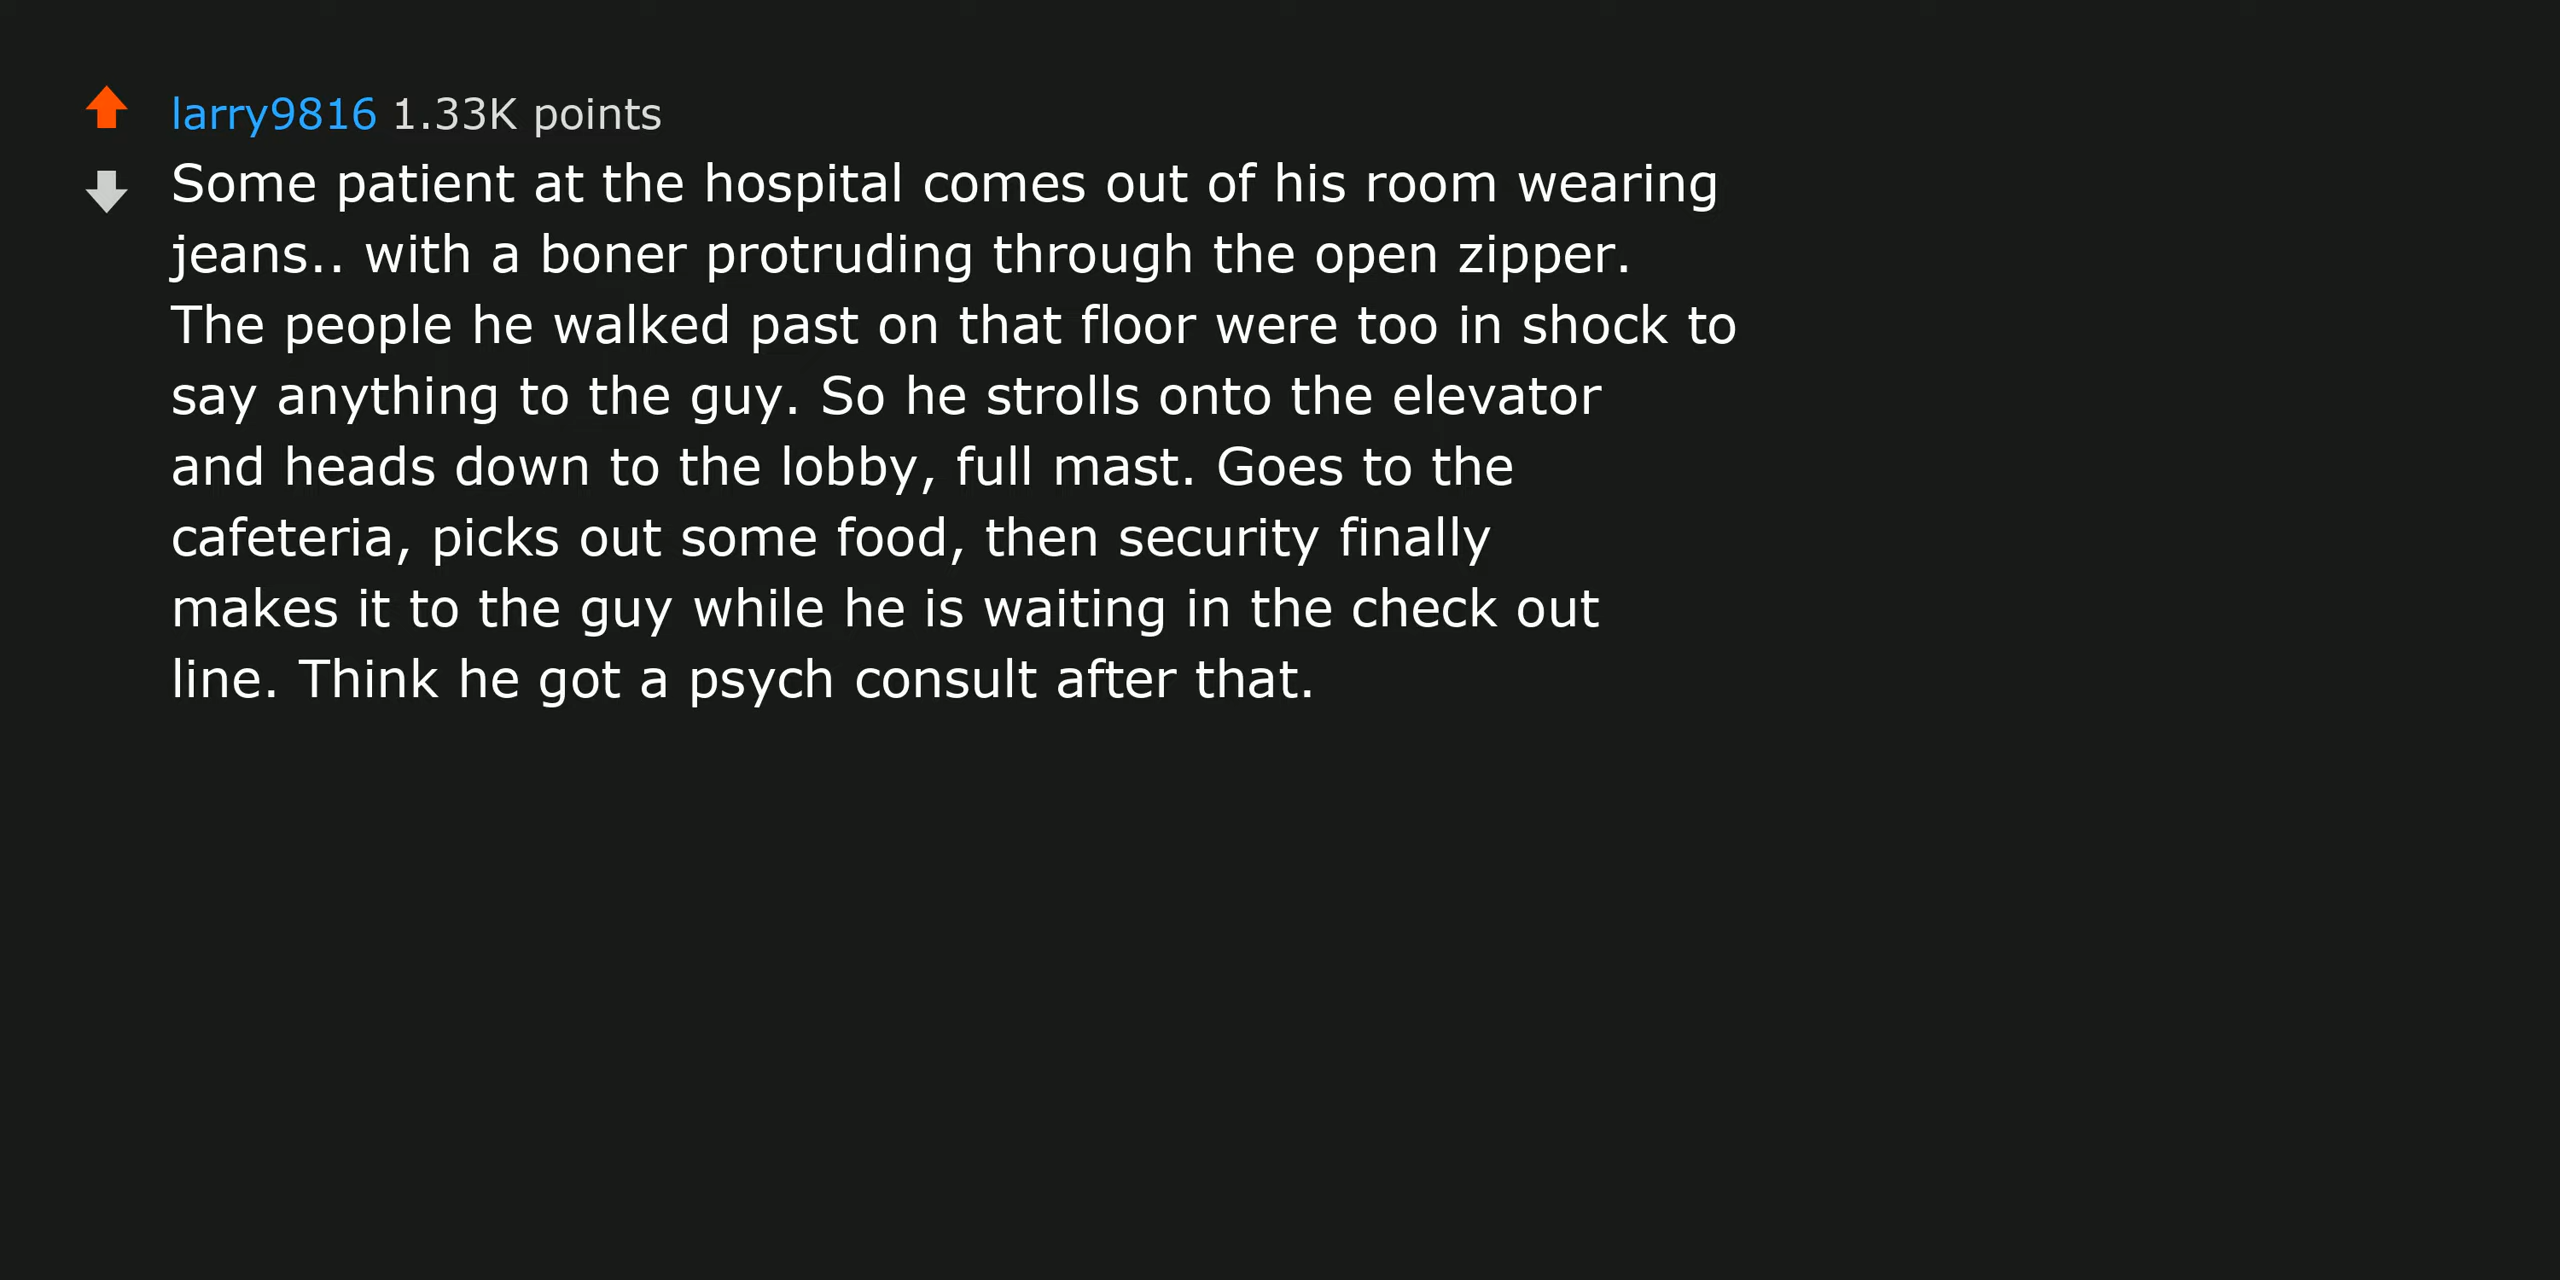 larry9816 1.33K points
Some patient at the hospital comes out of his room wearing
jeans.. with a boner protruding through the open zipper.
The people he walked past on that floor were too in shock to
say anything to the guy. So he strolls onto the elevator
and heads down to the lobby, full mast. Goes to the
cafeteria, picks out some food, then security finally
makes it to the guy while he is waiting in the check out
line. Think he got a psych consult after that.